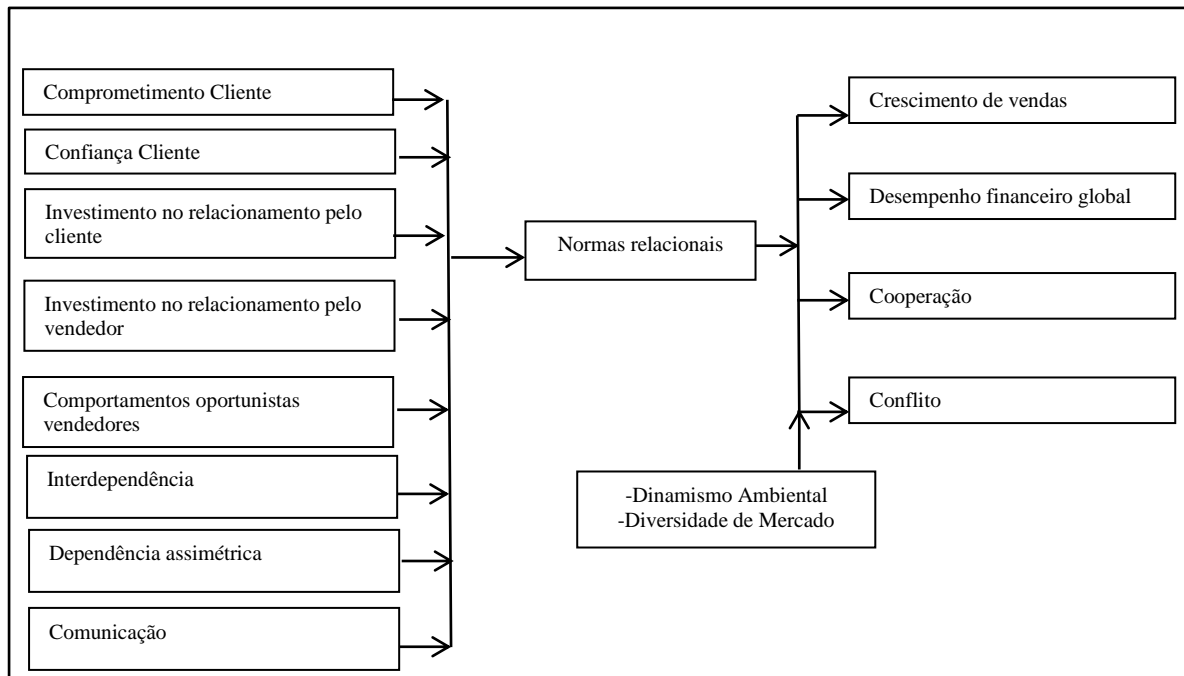 Comprometimento Cliente
Confiança Cliente
Investimento no relacionamento pelo
cliente
Investimento no relacionamento pelo
vendedor
Comportamentos oportunistas
vendedores
Interdependência
Dependência assimétrica
Comunicação
Normas relacionais
Crescimento de vendas
Desempenho financeiro global
Cooperação
Conflito
-Dinamismo Ambiental
-Diversidade de Mercado